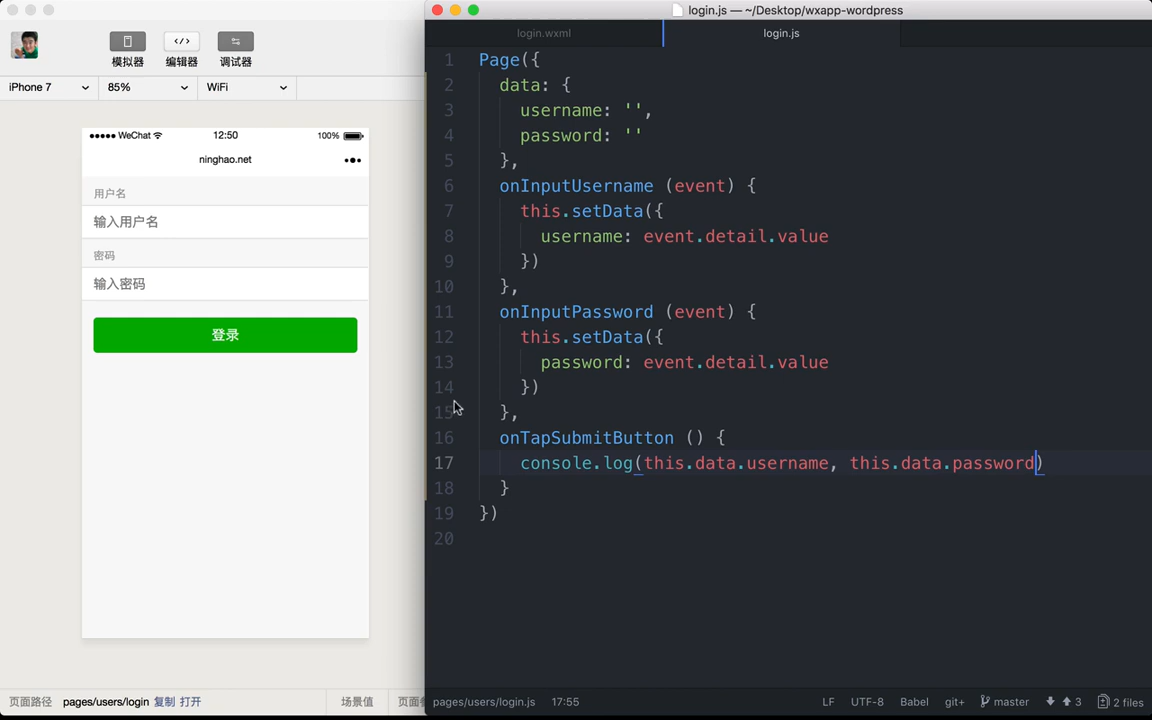 login.js — ~/Desktop/wxapp-wordpress
模拟器 编辑器 调试器
iPhone 7 85% WiFi
WeChat 12:50 100%
ninghao.net
用户名
输入用户名
密码
输入密码
登录
页面路径 pages/users/login 复制 打开 场景值 页面
login.wxml login.js
1 Page({
2 data: {
3 username: '',
4 password: ''
5 },
6 onInputUsername (event) {
7 this.setData({
8 username: event.detail.value
9 })
10 },
11 onInputPassword (event) {
12 this.setData({
13 password: event.detail.value
14 })
15 },
16 onTapSubmitButton () {
17 console.log(this.data.username, this.data.password)
18 }
19 })
20
pages/users/login.js 17:55 LF UTF-8 Babel git+ master 3 2 files